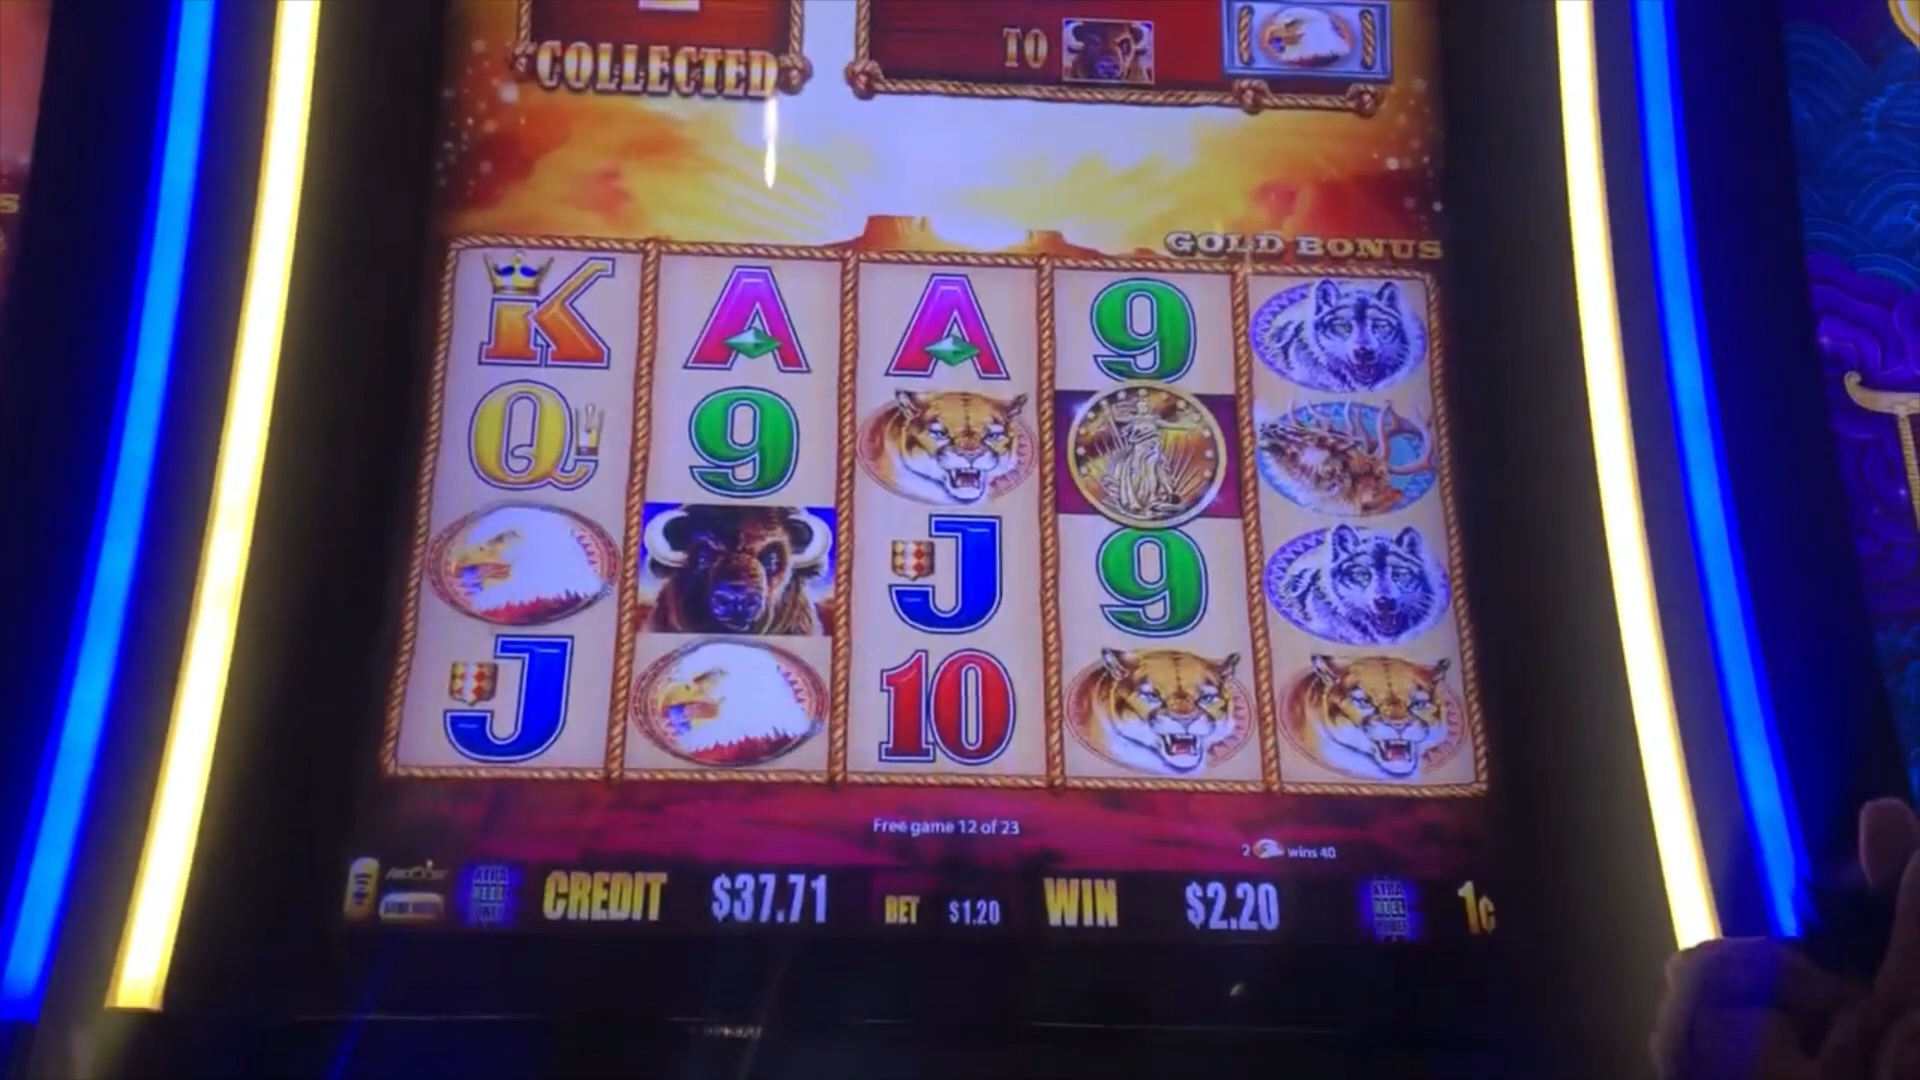 COLLECTED
TO
GOLD BONUS
K A A 9
Q 9
J 9
J 10
Free game 12 of 23
2 wins 40
CREDIT $37.71 BET $1.20 WIN $2.20 1¢